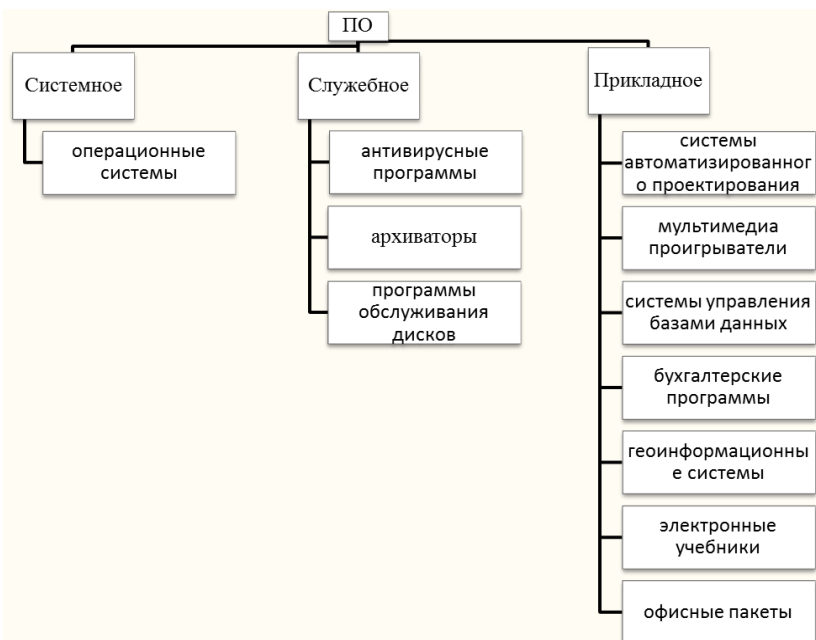 ПО
Системное
операционные
системы
Служебное
антивирусные
программы
архиваторы
программы
обслуживания
дисков
Прикладное
системы
автоматизированног
о проектирования
мультимедиа
проигрыватели
системы управления
базами данных
бухгалтерские
программы
геоинформационны
е системы
электронные
учебники
офисные пакеты